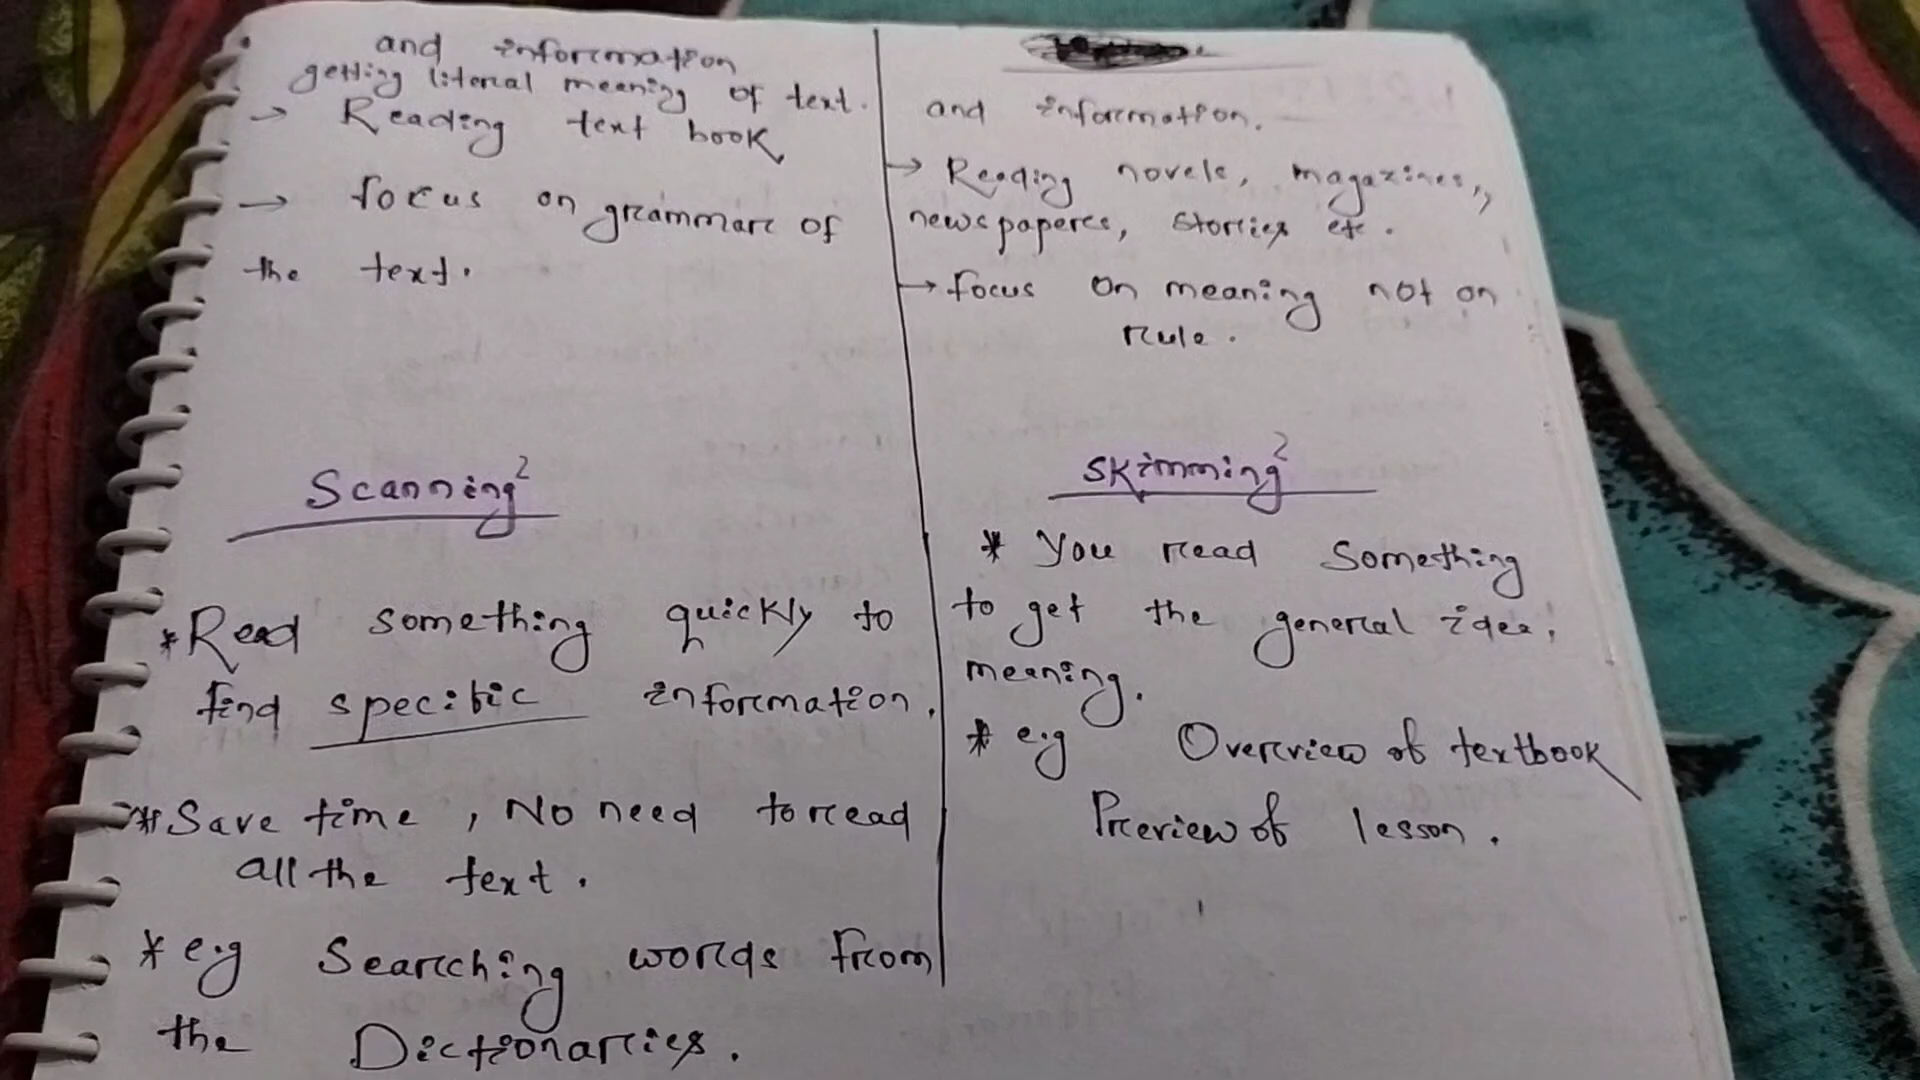 and information
getting literal meaning of text.
→ Reading text book,
→ focus on grammar of
the text.
and information.
→ Reading novels, magazines,,
newspapers, stories etc.
→ focus on meaning not on
rule.
Scanning²
*Read something quickly to
find specific information.
** Save time, No need to read
all the text.
* e.g Searching words from
the Dictionaries.
Skimming²
* You read something
to get the general idea,
meaning.
* e.g Overview of textbook
Preview of lesson.